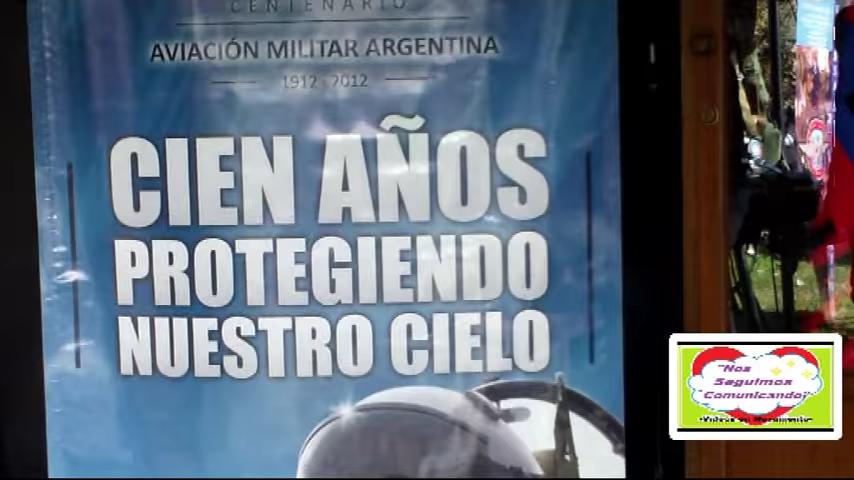 CENTENARIO
AVIACIÓN MILITAR ARGENTINA
1912 - 2012
CIEN AÑOS
PROTEGIENDO
NUESTRO CIELO
"Nos
Seguimos
Comunicando"